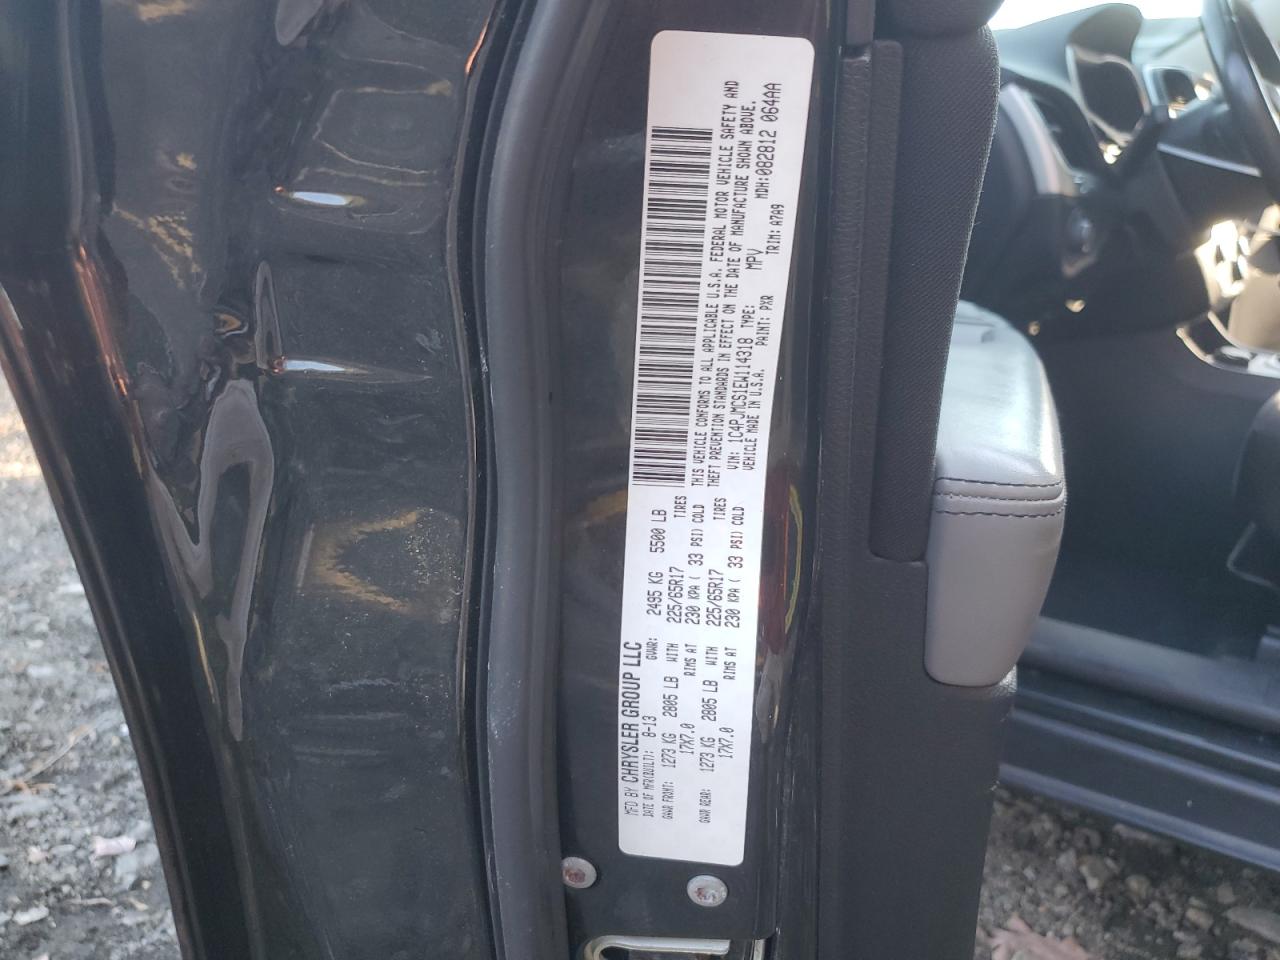 MFD BY CHRYSLER GROUP LLC
DATE OF MFR(BUILT): 8-13 GVWR: 2495 KG 5500 LB
GAWR FRONT: 1273 KG 2805 LB WITH 225/65R17 TIRES
17X7.0 RIMS AT 230 KPA ( 33 PSI) COLD
GAWR REAR: 1273 KG 2805 LB WITH 225/65R17 TIRES
17X7.0 RIMS AT 230 KPA ( 33 PSI) COLD
THIS VEHICLE CONFORMS TO ALL APPLICABLE U.S.A. FEDERAL MOTOR VEHICLE SAFETY AND
THEFT PREVENTION STANDARDS IN EFFECT ON THE DATE OF MANUFACTURE SHOWN ABOVE.
VIN: 1C4PJMCS1EW114318 TYPE: MPV MDH:082812 064AA
VEHICLE MADE IN U.S.A. PAINT: PXR TRIM: A7A9